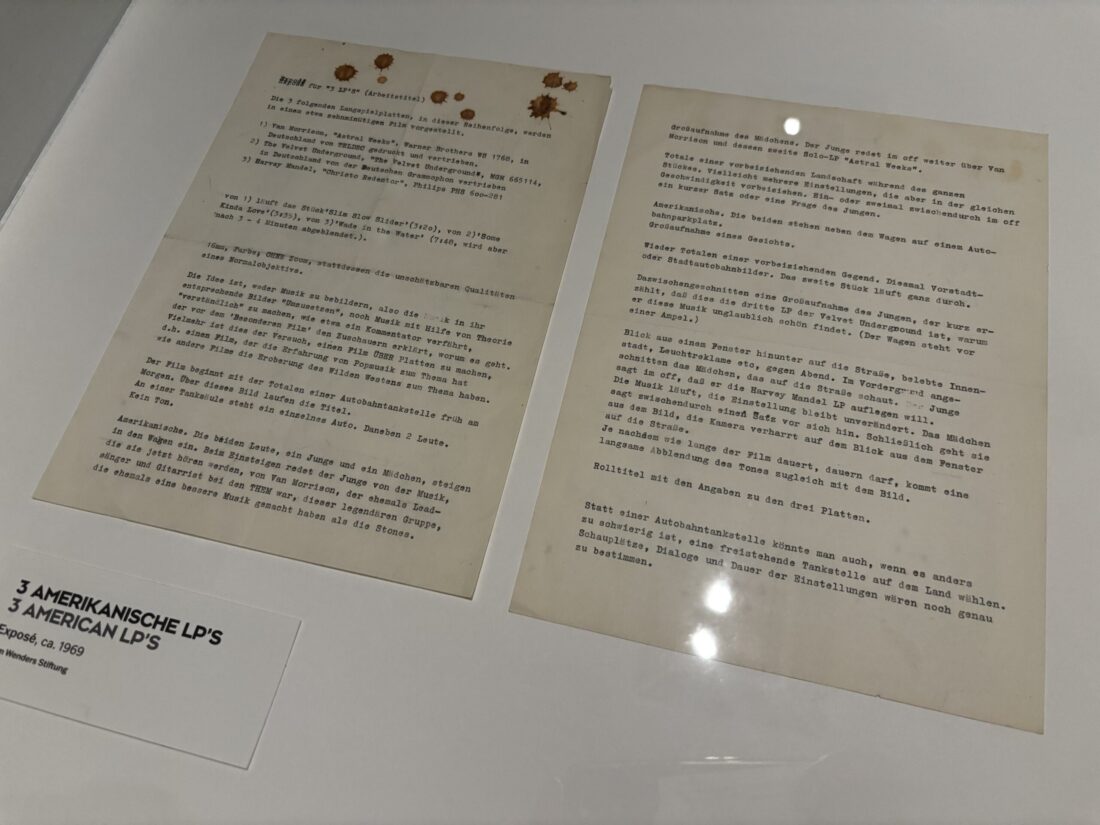 Exposé für "3 LP'S" (Arbeitstitel)
Die 3 folgenden Langspielplatten, in dieser Reihenfolge, werden
in einem etwa zehnminütigen Film vorgestellt.
1) Van Morrison, "Astral Weeks", Warner Brothers WS 1768, in
Deutschland von TELDEC gedruckt und vertrieben.
2) The Velvet Underground, "The Velvet Underground", MGM 665114,
in Deutschland von der Deutschen Grammophon vertrieben
3) Harvey Mandel, "Christo Redentor", Philips PHS 600-281
von 1) läuft das Stück'Slim Slow Slider'(3:20), von 2)'Some
Kinda Love'(3:35), von 3)'Wade in the Water' (7:48, wird aber
nach 3 - 4 Minuten abgeblendet.).
16mm, Farbe; OHNE Zoom, stattdessen die unschätzbaren Qualitäten
eines Normalobjektivs.
Die Idee ist, weder Musik zu bebildern, also die Musik in ihr
entsprechende Bilder "Umzusetzen", noch Musik mit Hilfe von Theorie
"verständlich" zu machen, wie etwa ein Kommentator verführt,
der vor dem 'Besonderen Film' den Zuschauern erklärt, worum es geht.
Vielmehr ist dies der Versuch, einen Film ÜBER Platten zu machen,
d.h. einen Film, der die Erfahrung von Popmusik zum Thema hat
wie andere Filme die Eroberung des Wilden Westens zum Thema haben.
Der Film beginnt mit der Totalen einer Autobahntankstelle früh am
Morgen. Über dieses Bild laufen die Titel.
An einer Tanksäule steht ein einzelnes Auto. Daneben 2 Leute.
Kein Ton.
Amerikanische. Die beiden Leute, ein Junge und ein Mädchen, steigen
in den Wagen ein. Beim Einsteigen redet der Junge von der Musik,
die sie jetzt hören werden, von Van Morrison, der ehemals Lead-
sänger und Gitarrist bei den THEM war, dieser legendären Gruppe,
die ehemals eine bessere Musik gemacht haben als die Stones.
Großaufnahme des Mädchens. Der Junge redet im off weiter über Van
Morrison und dessen zweite Solo-LP "Astral Weeks".
Totale einer vorbeiziehenden Landschaft während des ganzen
Stückes. Vielleicht mehrere Einstellungen, die aber in der gleichen
Geschwindigkeit vorbeiziehen. Ein- oder zweimal zwischendurch im off
ein kurzer Satz oder eine Frage des Jungen.
Amerikanische. Die beiden stehen neben dem Wagen auf einem Auto-
bahnparkplatz.
Großaufnahme eines Gesichts.
Wieder Totalen einer vorbeiziehenden Gegend. Diesmal Vorstadt-
oder Stadtautobahnbilder. Das zweite Stück läuft ganz durch.
Dazwischengeschnitten eine Großaufnahme des Jungen, der kurz er-
zählt, daß dies die dritte LP der Velvet Underground ist, warum
er diese Musik unglaublich schön findet. (Der Wagen steht vor
einer Ampel.)
Blick aus einem Fenster hinunter auf die Straße, belebte Innen-
stadt, Leuchtreklame etc, gegen Abend. Im Vordergrund ange-
schnitten das Mädchen, das auf die Straße schaut. Der Junge
sagt im off, daß er die Harvey Mandel LP auflegen will.
Die Musik läuft, die Einstellung bleibt unverändert. Das Mädchen
sagt zwischendurch einen Satz vor sich hin. Schließlich geht sie
aus dem Bild, die Kamera verharrt auf dem Blick aus dem Fenster
auf die Straße.
Je nachdem wie lange der Film dauert, dauern darf, kommt eine
langsame Abblendung des Tones zugleich mit dem Bild.
Rolltitel mit den Angaben zu den drei Platten.
Statt einer Autobahntankstelle könnte man auch, wenn es anders
zu schwierig ist, eine freistehende Tankstelle auf dem Land wählen.
Schauplätze, Dialoge und Dauer der Einstellungen wären noch genau
zu bestimmen.
3 AMERIKANISCHE LP'S
3 AMERICAN LP'S
Exposé, ca. 1969
Wenders Stiftung